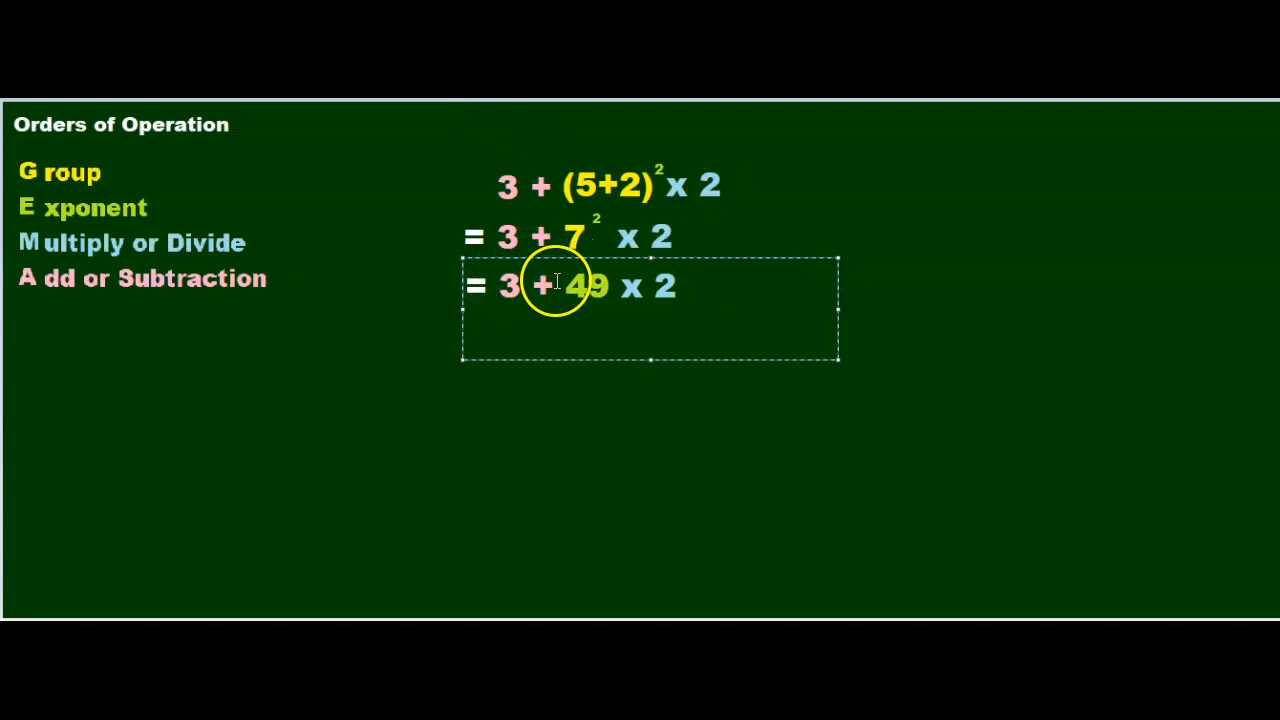 Orders of Operation
G roup
E xponent
M ultiply or Divide
A dd or Subtraction
3 + (5+2)² x 2
= 3 + 7² x 2
= 3 + 49 x 2